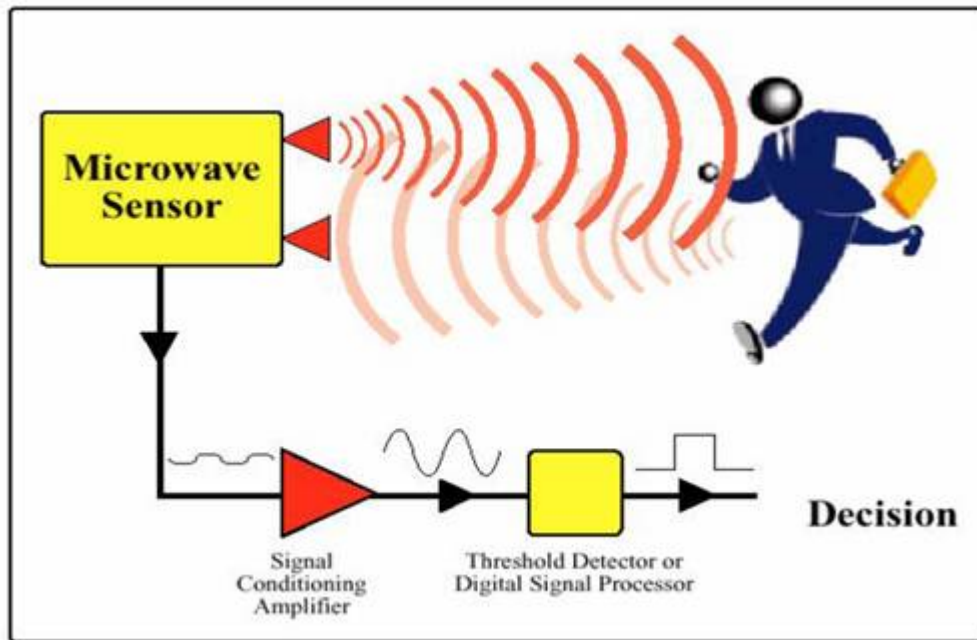 Microwave
Sensor
Decision
Signal
Conditioning
Amplifier
Threshold Detector or
Digital Signal Processor